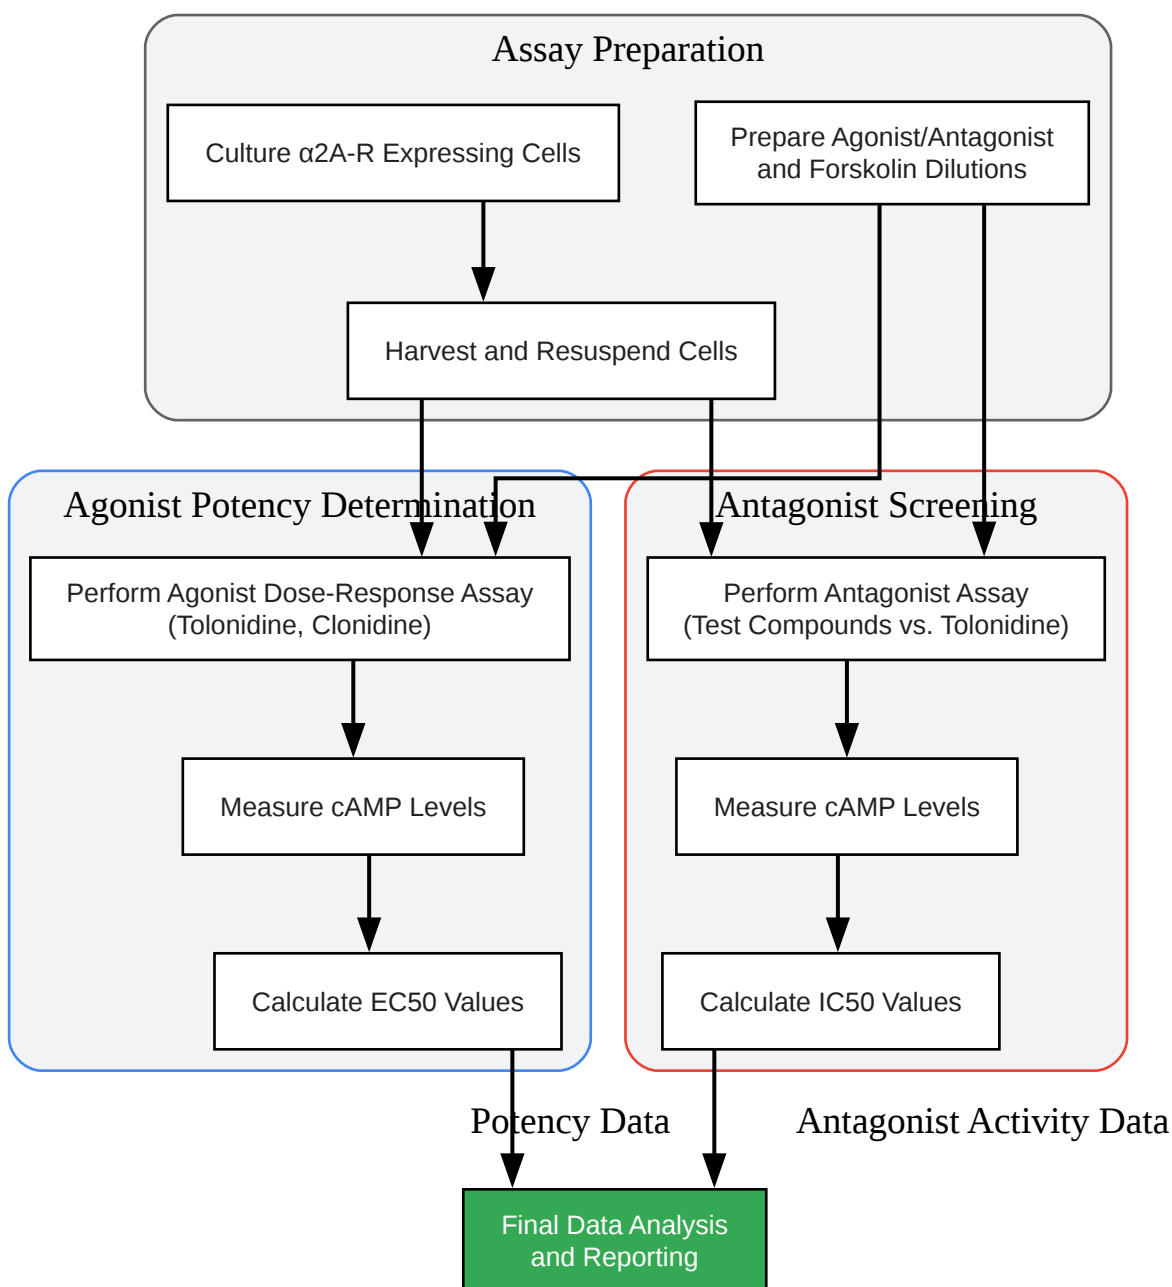 Assay Preparation
Culture α2A-R Expressing Cells
Prepare Agonist/Antagonist
and Forskolin Dilutions
Harvest and Resuspend Cells
Agonist Potency Determination
Perform Agonist Dose-Response Assay
(Tolonidine, Clonidine)
Measure cAMP Levels
Calculate EC50 Values
Antagonist Screening
Perform Antagonist Assay
(Test Compounds vs. Tolonidine)
Measure cAMP Levels
Calculate IC50 Values
Potency Data
Antagonist Activity Data
Final Data Analysis
and Reporting